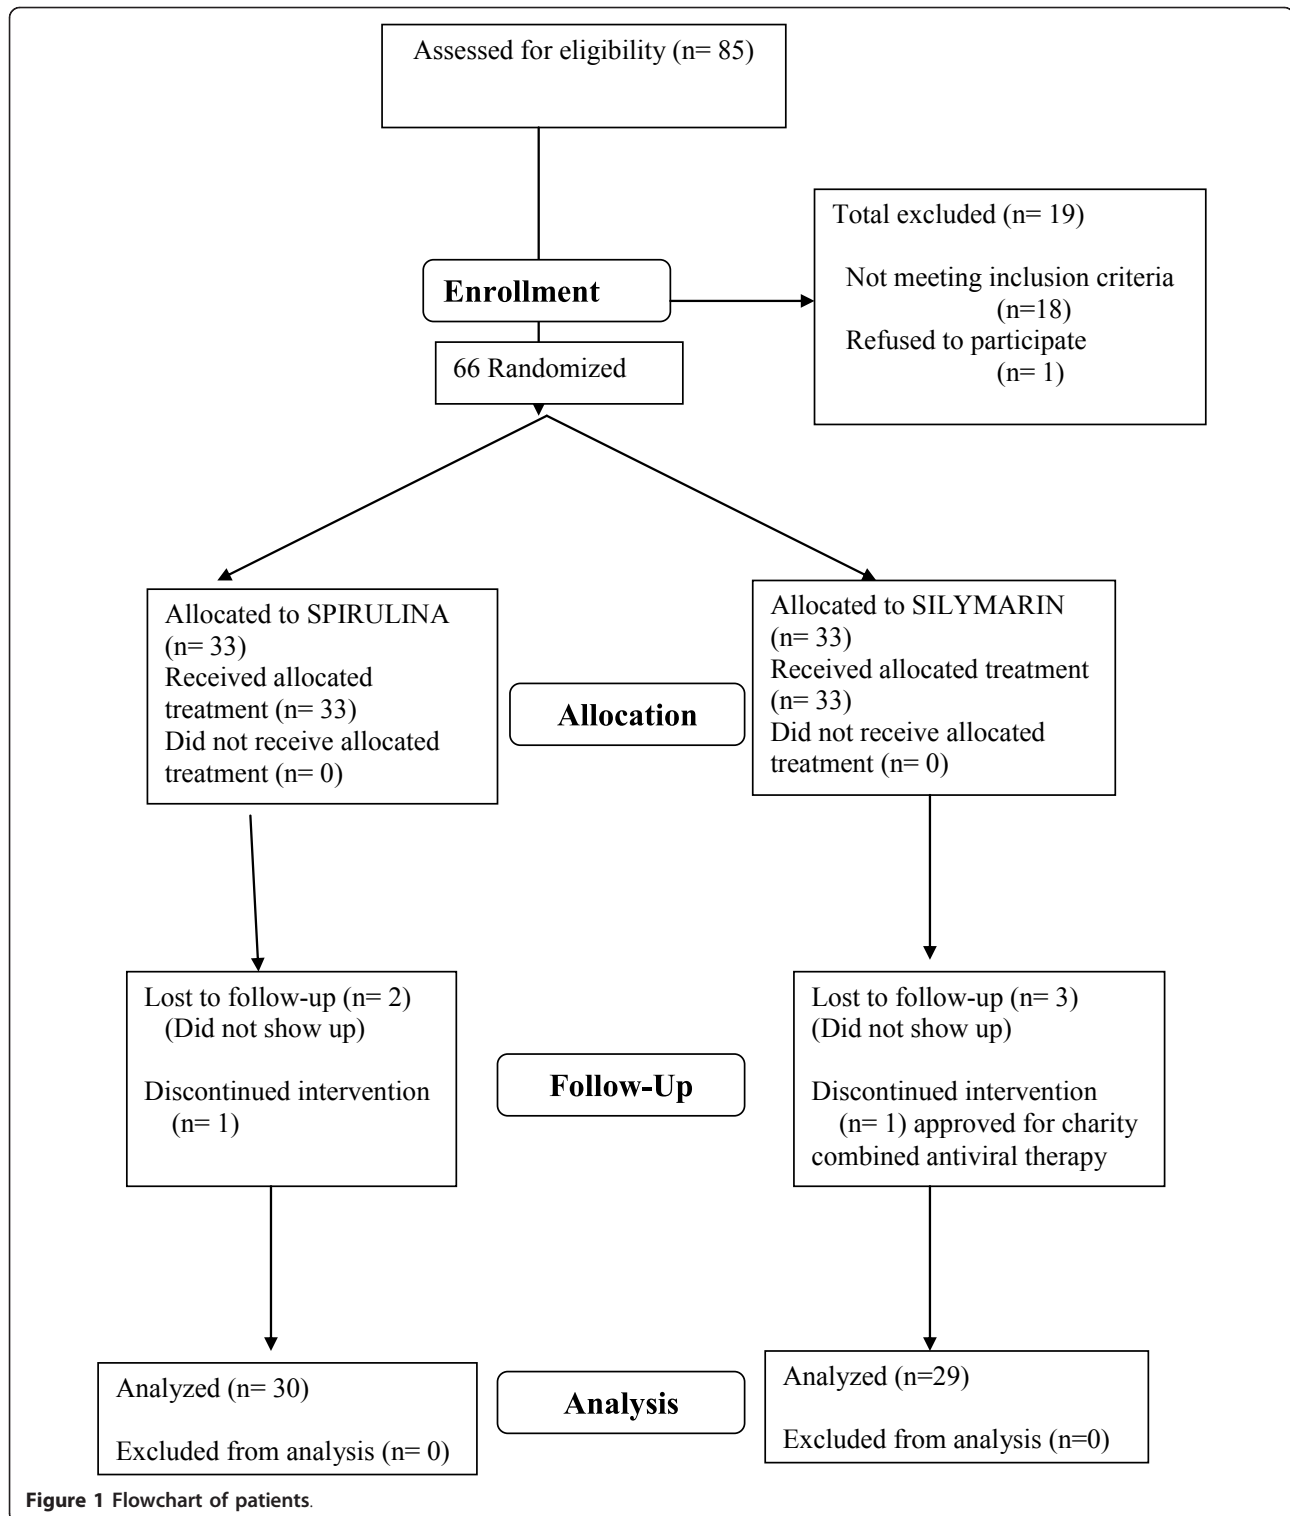 Assessed for eligibility (n= 85)
Total excluded (n= 19)
Not meeting inclusion criteria
(n=18)
Refused to participate
(n= 1)
Enrollment
66 Randomized
Allocated to SPIRULINA
(n= 33)
Received allocated
treatment (n= 33)
Did not receive allocated
treatment (n= 0)
Allocation
Allocated to SILYMARIN
(n= 33)
Received allocated treatment
(n= 33)
Did not receive allocated
treatment (n= 0)
Lost to follow-up (n= 2)
(Did not show up)
Discontinued intervention
(n= 1)
Follow-Up
Lost to follow-up (n= 3)
(Did not show up)
Discontinued intervention
(n= 1) approved for charity
combined antiviral therapy
Analyzed (n= 30)
Excluded from analysis (n= 0)
Analysis
Analyzed (n=29)
Excluded from analysis (n=0)
Figure 1 Flowchart of patients.